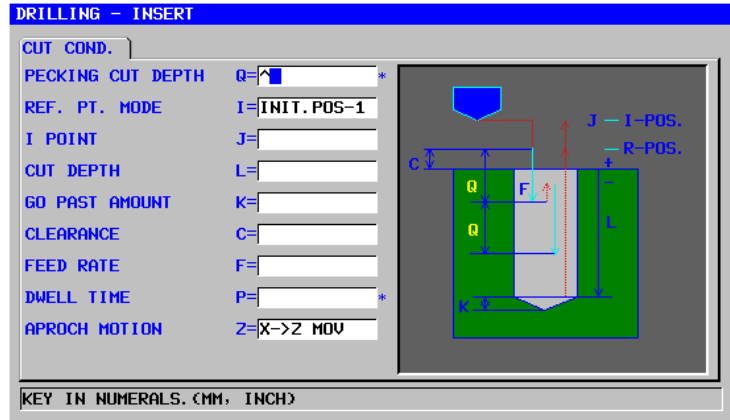 DRILLING - INSERT
CUT COND.
PECKING CUT DEPTH Q=^ *
REF. PT. MODE I=INIT.POS-1
I POINT J=
CUT DEPTH L=
GO PAST AMOUNT K=
CLEARANCE C=
FEED RATE F=
DWELL TIME P= *
APROCH MOTION Z=X->Z MOV
J - I-POS.
- R-POS.
C
+
-
Q
F
Q
L
K
KEY IN NUMERALS.(MM, INCH)